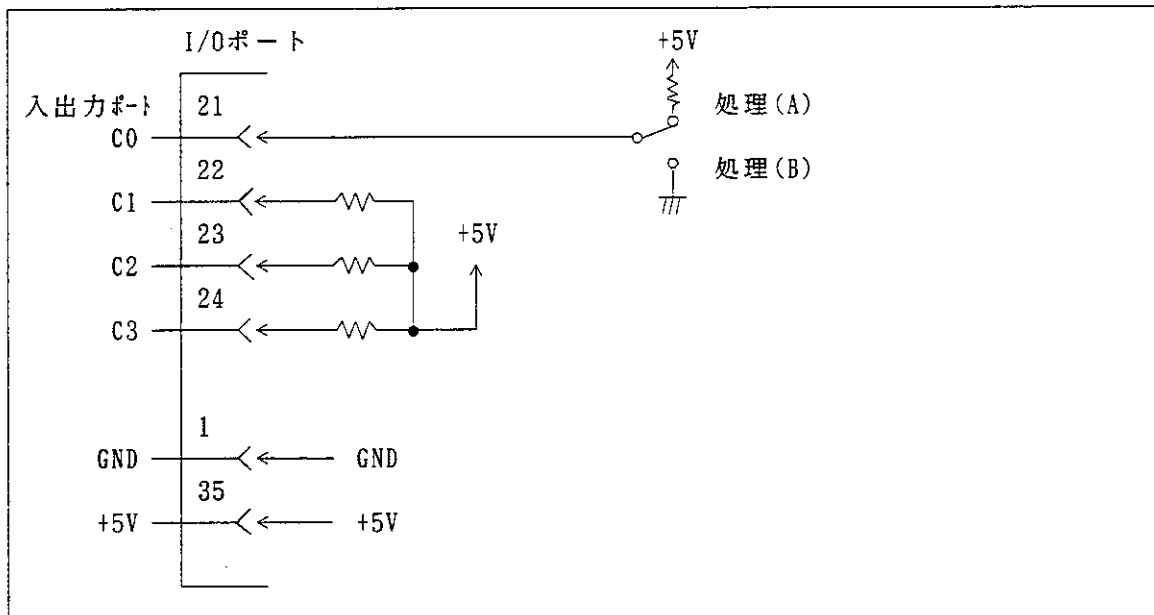 I/Oポート
+5V
入出力ポート
21
処理(A)
C0
22
処理(B)
C1
23
+5V
C2
24
C3
1
GND
GND
35
+5V
+5V